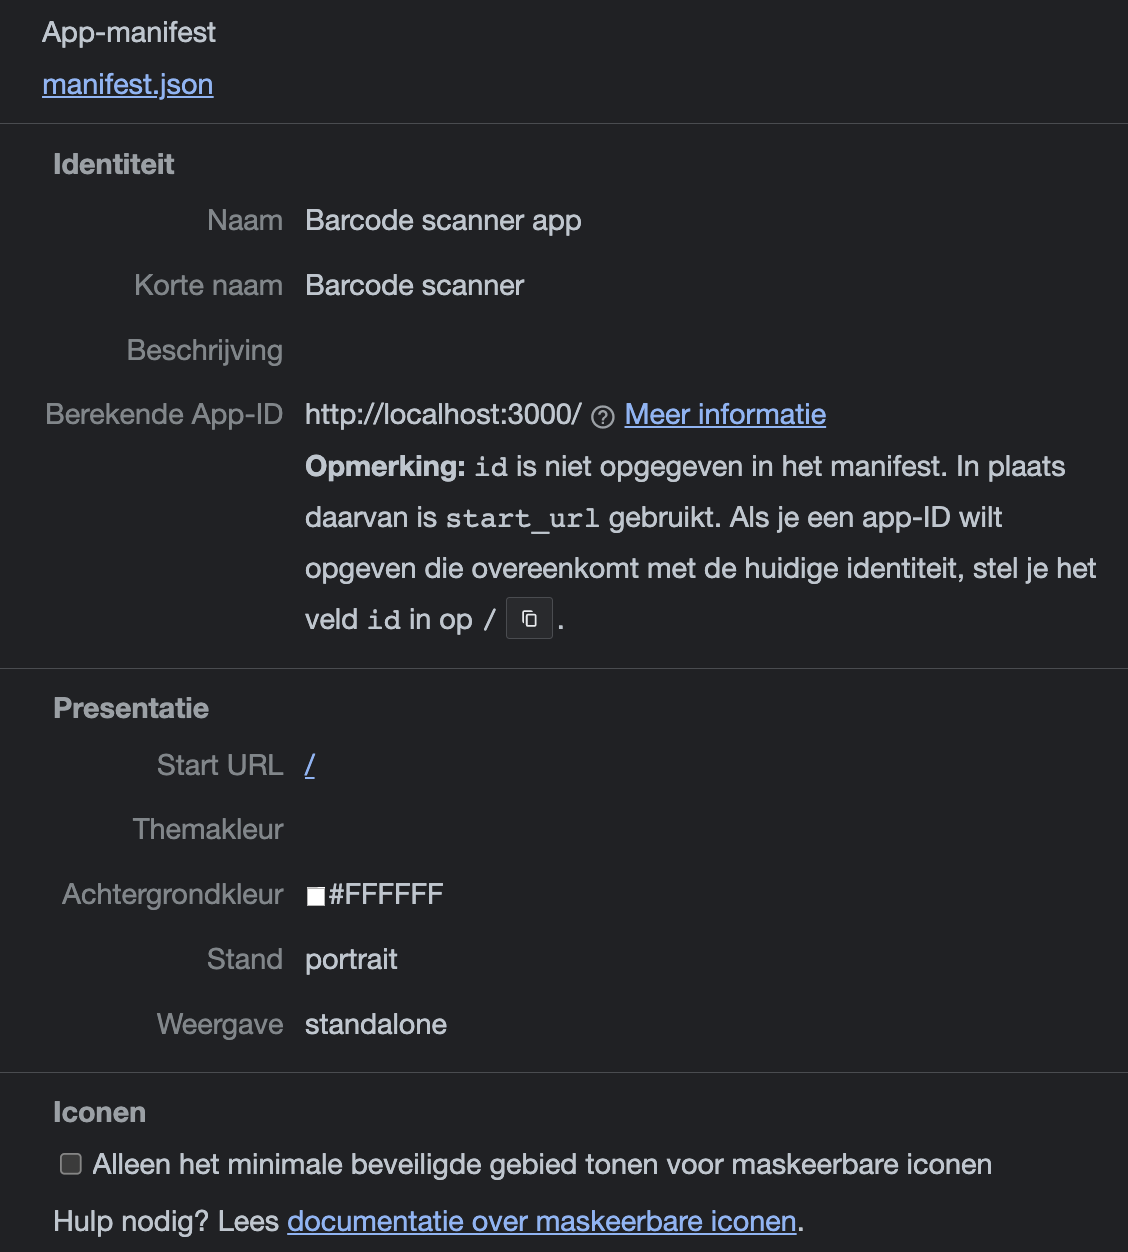 App-manifest
manifest.json
Identiteit
Naam Barcode scanner app
Korte naam Barcode scanner
Beschrijving
Berekende App-ID http://localhost:3000/ Meer informatie
Opmerking: id is niet opgegeven in het manifest. In plaats
daarvan is start_url gebruikt. Als je een app-ID wilt
opgeven die overeenkomt met de huidige identiteit, stel je het
veld id in op / .
Presentatie
Start URL /
Themakleur
Achtergrondkleur #FFFFFF
Stand portrait
Weergave standalone
Iconen
Alleen het minimale beveiligde gebied tonen voor maskeerbare iconen
Hulp nodig? Lees documentatie over maskeerbare iconen.